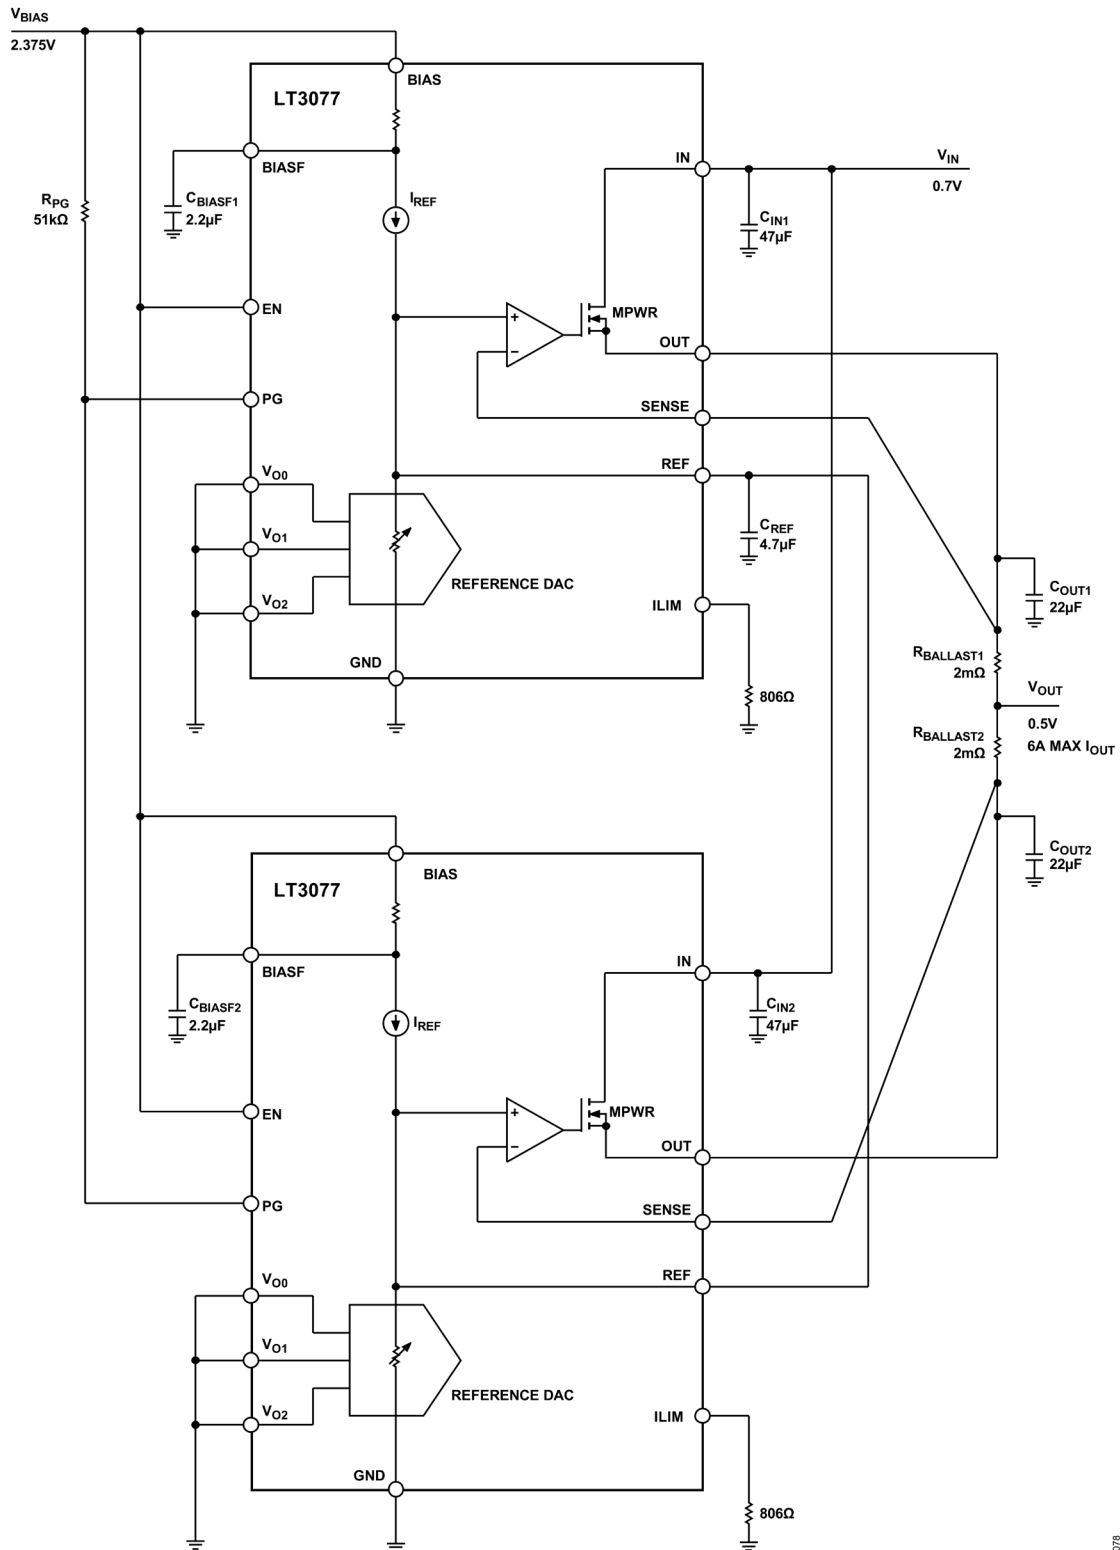 VBIAS
2.375V
BIAS
LT3077
BIASF
CBIASF1
2.2µF
RPG
51kΩ
IREF
IN
VIN
0.7V
CIN1
47µF
EN
+
−
MPWR
OUT
PG
SENSE
VO0
REF
VO1
CREF
4.7µF
VO2
REFERENCE DAC
ILIM
COUT1
22µF
GND
806Ω
RBALLAST1
2mΩ
VOUT
0.5V
6A MAX IOUT
RBALLAST2
2mΩ
COUT2
22µF
BIAS
LT3077
BIASF
CBIASF2
2.2µF
IREF
IN
CIN2
47µF
EN
+
−
MPWR
OUT
PG
SENSE
VO0
REF
VO1
VO2
REFERENCE DAC
ILIM
GND
806Ω
078